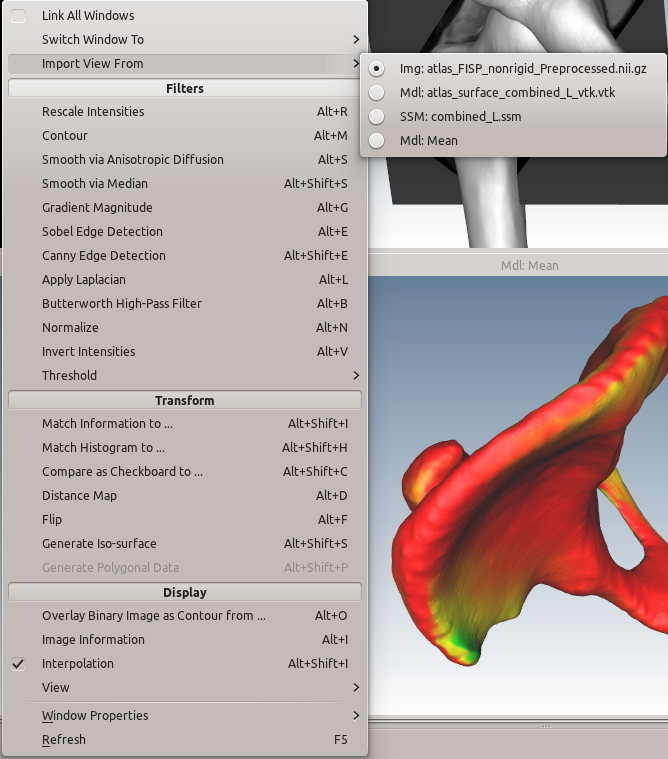 Link All Windows
Switch Window To
Import View From
Img: atlas_FISP_nonrigid_Preprocessed.nii.gz
Mdl: atlas_surface_combined_L_vtk.vtk
SSM: combined_L.ssm
Mdl: Mean
Filters
Rescale Intensities Alt+R
Contour Alt+M
Smooth via Anisotropic Diffusion Alt+S
Smooth via Median Alt+Shift+S
Gradient Magnitude Alt+G
Sobel Edge Detection Alt+E
Canny Edge Detection Alt+Shift+E
Apply Laplacian Alt+L
Butterworth High-Pass Filter Alt+B
Normalize Alt+N
Invert Intensities Alt+V
Threshold
Transform
Match Information to ... Alt+Shift+I
Match Histogram to ... Alt+Shift+H
Compare as Checkboard to ... Alt+Shift+C
Distance Map Alt+D
Flip Alt+F
Generate Iso-surface Alt+Shift+S
Generate Polygonal Data Alt+Shift+P
Display
Overlay Binary Image as Contour from ... Alt+O
Image Information Alt+I
Interpolation Alt+Shift+I
View
Window Properties
Refresh F5
Mdl: Mean